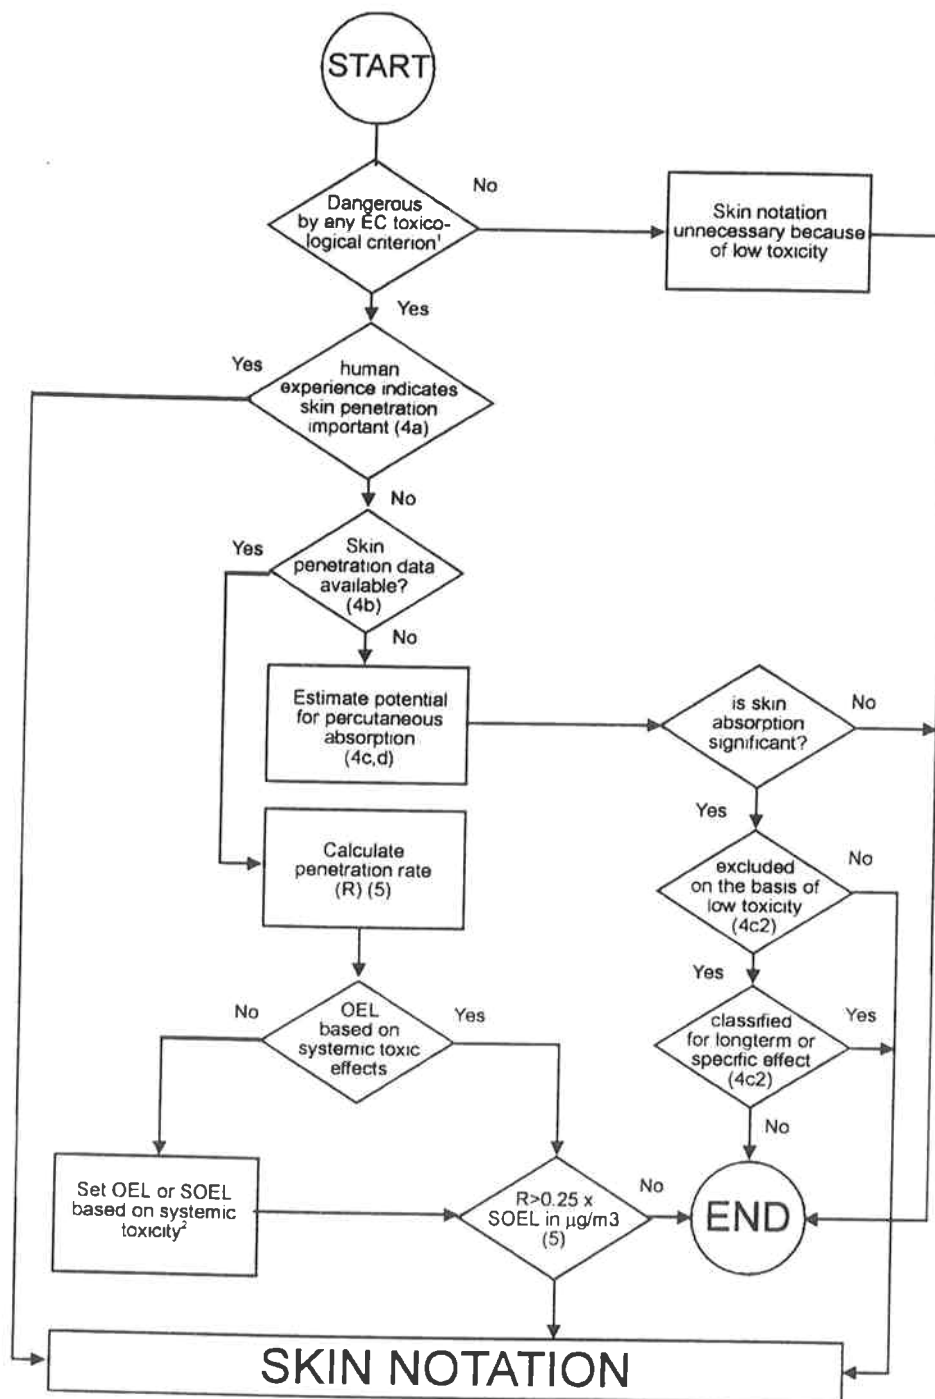 START
Dangerous
by any EC toxico-
logical criterion¹
No
Skin notation
unnecessary because
of low toxicity
Yes
Yes
human
experience indicates
skin penetration
important (4a)
No
Yes
Skin
penetration data
available?
(4b)
No
Estimate potential
for percutaneous
absorption
(4c,d)
is skin
absorption
significant?
No
Yes
Calculate
penetration rate
(R) (5)
excluded
on the basis of
low toxicity
(4c2)
No
Yes
No
OEL
based on
systemic toxic
effects
Yes
classified
for longterm or
specific effect
(4c2)
Yes
No
Set OEL or SOEL
based on systemic
toxicity²
R>0.25 x
SOEL in µg/m3
(5)
No
END
SKIN NOTATION